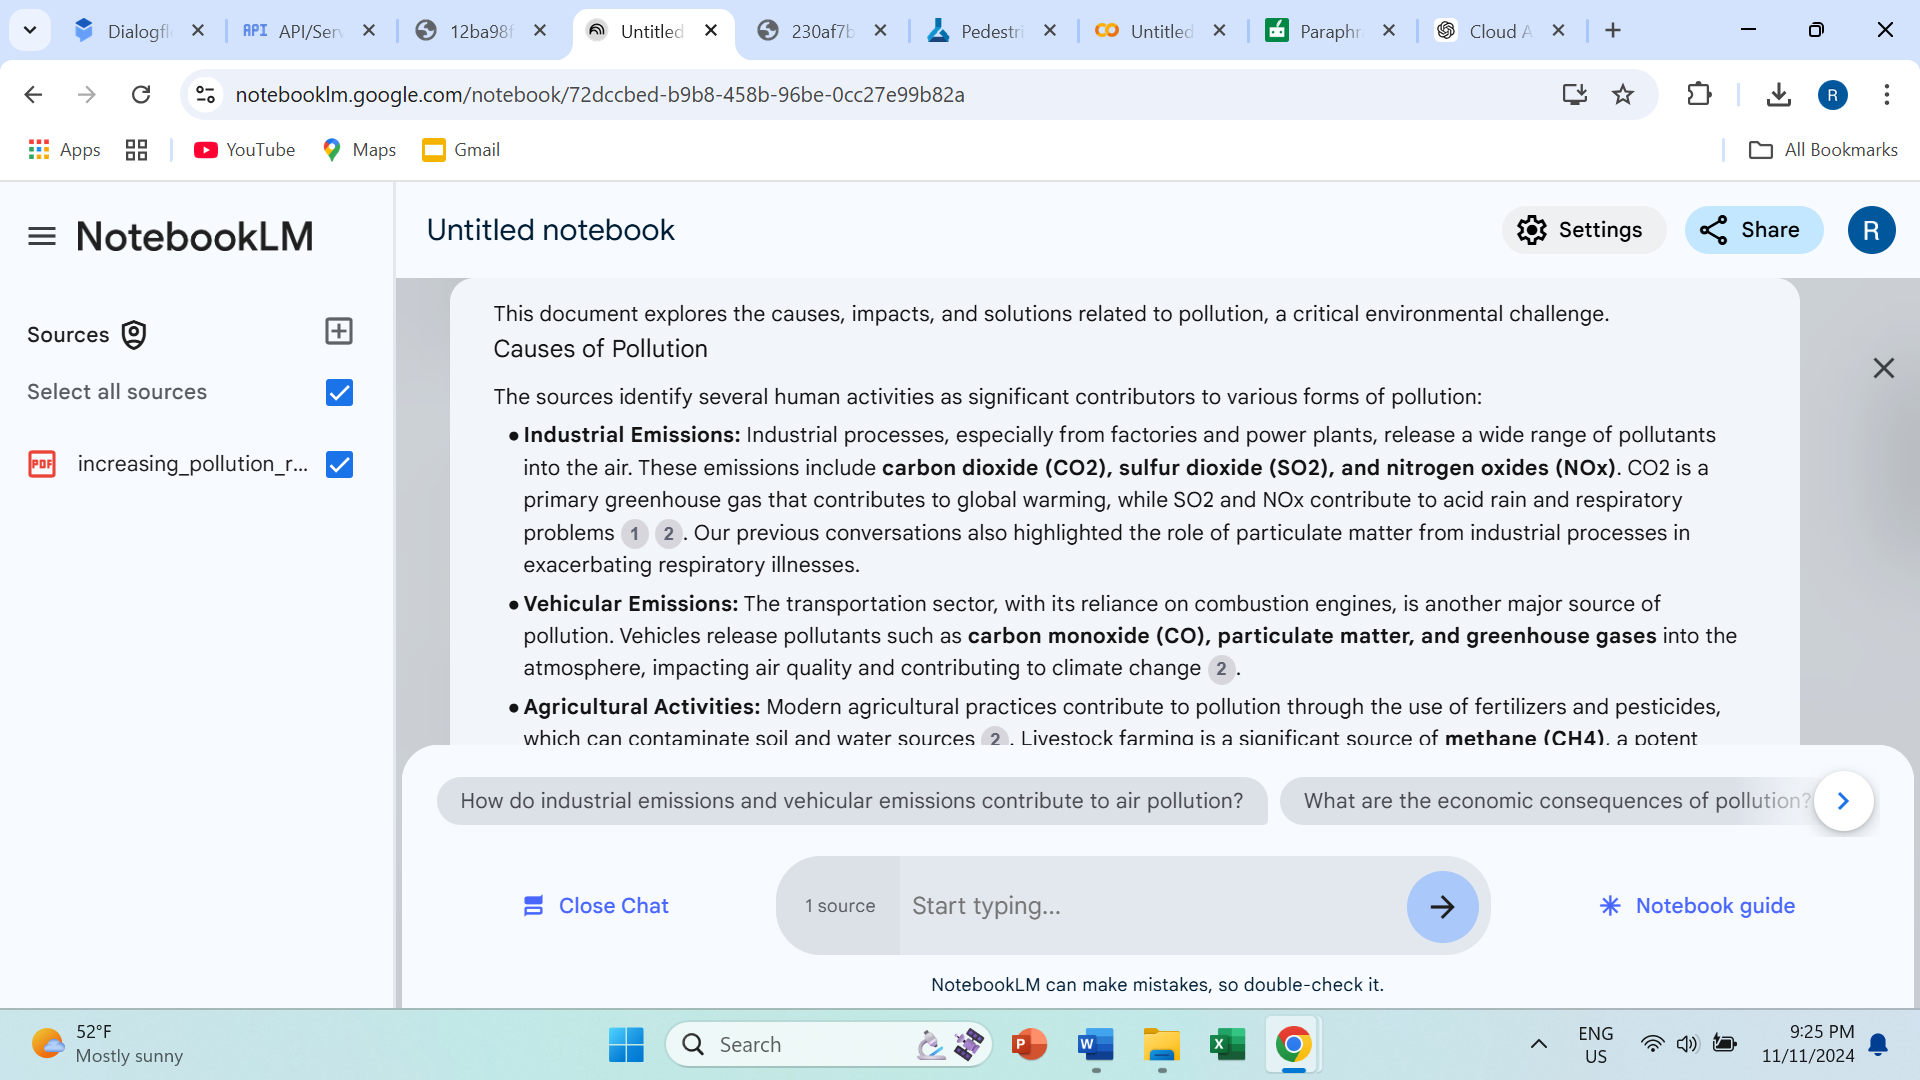 Dialogfl
API API/Serv
12ba98f
Untitled
230af7b
Pedestri
Untitled
Paraphra
Cloud A
notebooklm.google.com/notebook/72dccbed-b9b8-458b-96be-0cc27e99b82a
R
Apps
YouTube
Maps
Gmail
All Bookmarks
NotebookLM
Untitled notebook
Settings
Share
R
Sources
Select all sources
PDF increasing_pollution_r...
This document explores the causes, impacts, and solutions related to pollution, a critical environmental challenge.
Causes of Pollution
The sources identify several human activities as significant contributors to various forms of pollution:
● Industrial Emissions: Industrial processes, especially from factories and power plants, release a wide range of pollutants
into the air. These emissions include carbon dioxide (CO2), sulfur dioxide (SO2), and nitrogen oxides (NOx). CO2 is a
primary greenhouse gas that contributes to global warming, while SO2 and NOx contribute to acid rain and respiratory
problems 1 2. Our previous conversations also highlighted the role of particulate matter from industrial processes in
exacerbating respiratory illnesses.
● Vehicular Emissions: The transportation sector, with its reliance on combustion engines, is another major source of
pollution. Vehicles release pollutants such as carbon monoxide (CO), particulate matter, and greenhouse gases into the
atmosphere, impacting air quality and contributing to climate change 2.
● Agricultural Activities: Modern agricultural practices contribute to pollution through the use of fertilizers and pesticides,
which can contaminate soil and water sources 2. Livestock farming is a significant source of methane (CH4), a potent
How do industrial emissions and vehicular emissions contribute to air pollution?
What are the economic consequences of pollution?
Close Chat
1 source
Start typing...
Notebook guide
NotebookLM can make mistakes, so double-check it.
52°F
Mostly sunny
Search
P
W
X
ENG
US
9:25 PM
11/11/2024